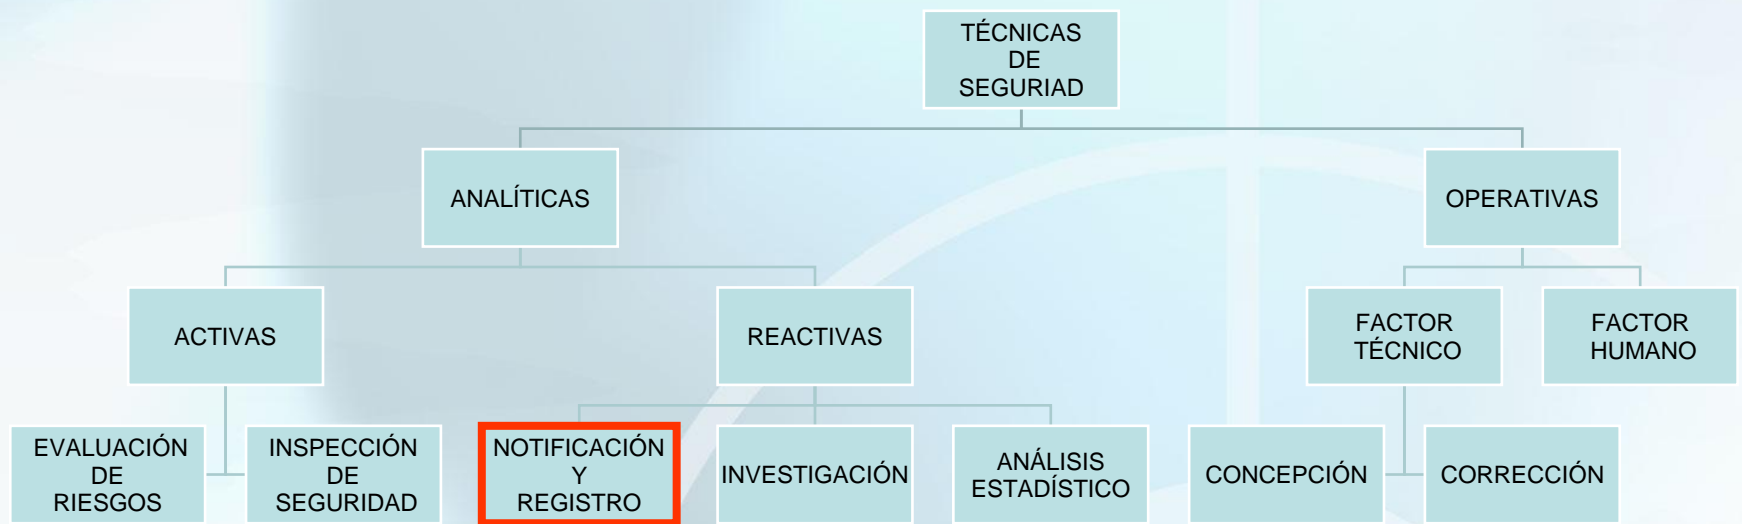 TÉCNICAS
DE
SEGURIAD
ANALÍTICAS
OPERATIVAS
ACTIVAS
REACTIVAS
FACTOR
TÉCNICO
FACTOR
HUMANO
EVALUACIÓN
DE
RIESGOS
INSPECCIÓN
DE
SEGURIDAD
NOTIFICACIÓN
Y
REGISTRO
INVESTIGACIÓN
ANÁLISIS
ESTADÍSTICO
CONCEPCIÓN
CORRECCIÓN